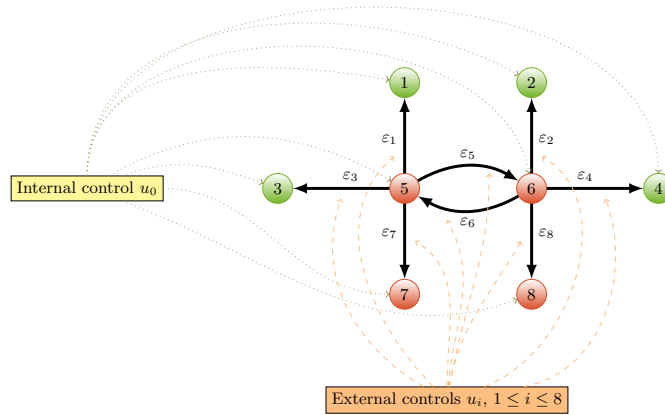 1 2
ε₁ ε₂
ε₅
ε₃ ε₄
Internal control u₀ 3 5 6 4
ε₆
ε₇ ε₈
7 8
External controls uᵢ, 1 ≤ i ≤ 8